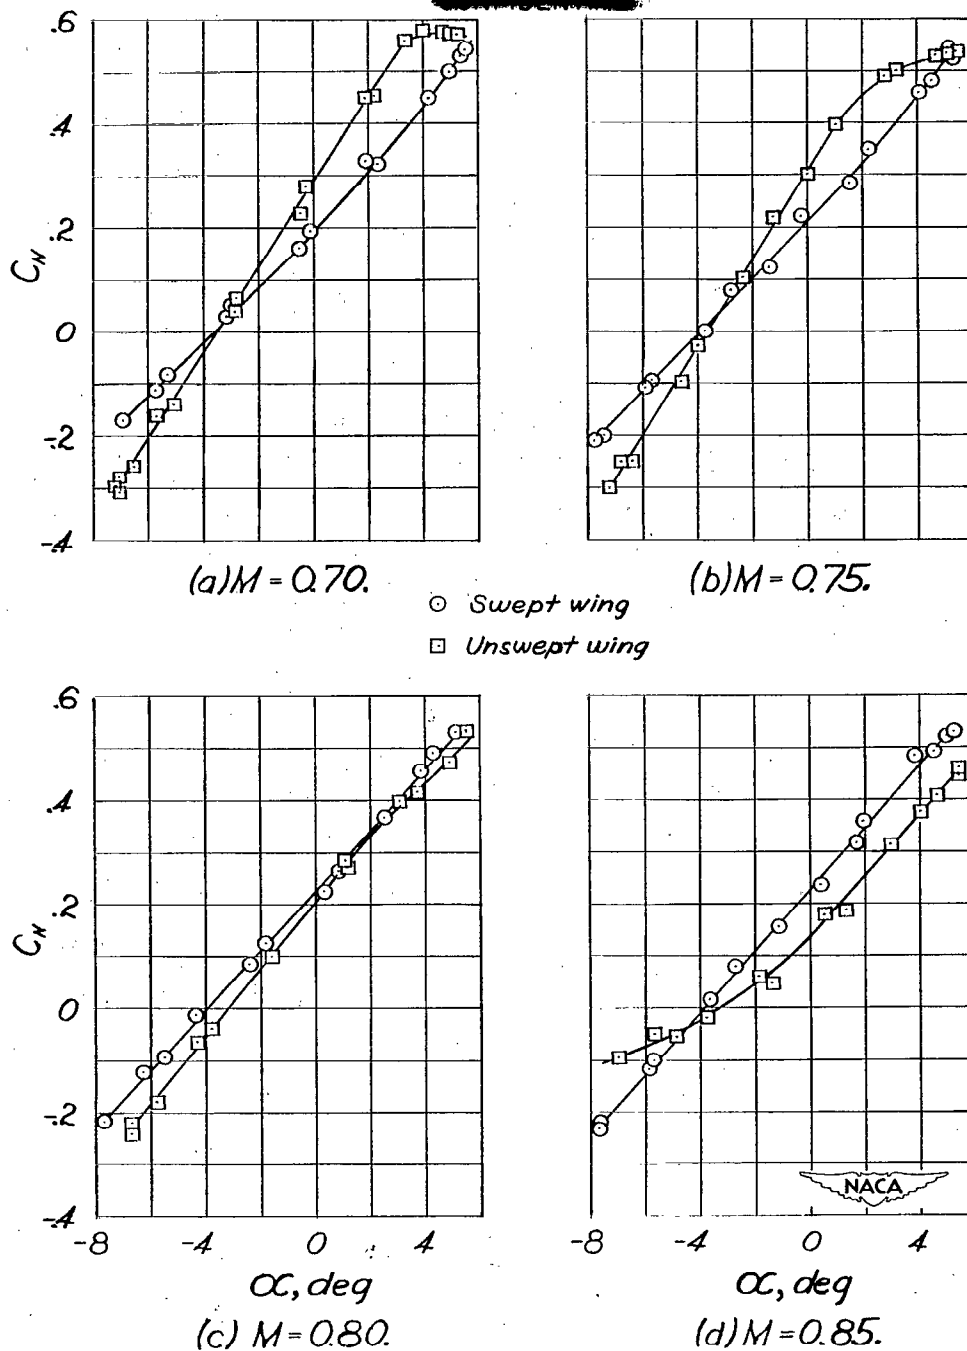 .6
.4
.2
C_N
0
-.2
-.4
(a) M = 0.70.
(b) M = 0.75.
Swept wing
Unswept wing
.6
.4
.2
C_N
0
-.2
-.4
-8 -4 0 4
α, deg
(c) M = 0.80.
NACA
-8 -4 0 4
α, deg
(d) M = 0.85.